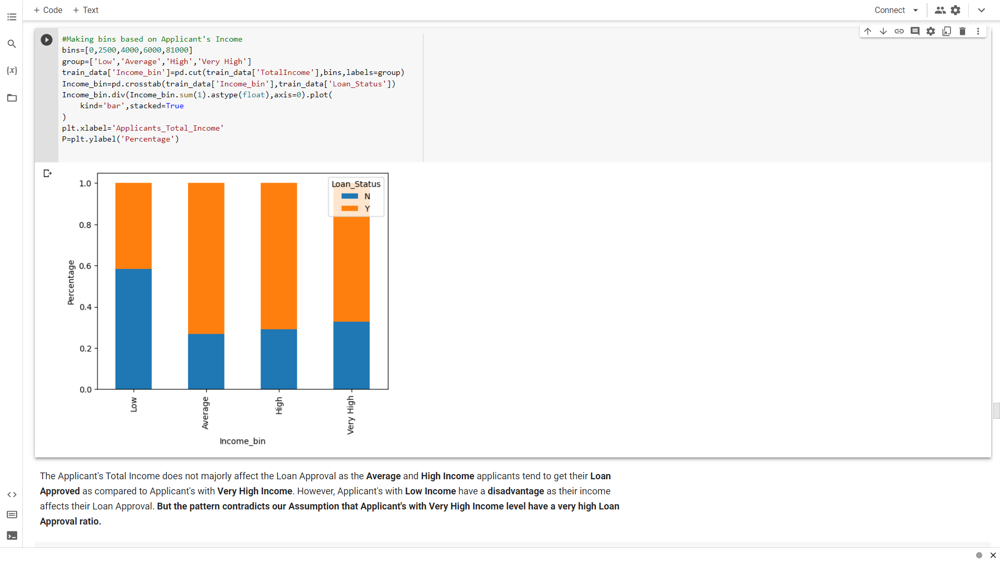 + Code + Text Connect
#Making bins based on Applicant's Income
bins=[0,2500,4000,6000,81000]
group=['Low','Average','High','Very High']
train_data['Income_bin']=pd.cut(train_data['TotalIncome'],bins,labels=group)
Income_bin=pd.crosstab(train_data['Income_bin'],train_data['Loan_Status'])
Income_bin.div(Income_bin.sum(1).astype(float),axis=0).plot(
    kind='bar',stacked=True
)
plt.xlabel='Applicants_Total_Income'
P=plt.ylabel('Percentage')
{x}
Loan_Status
N
Y
1.0
0.8
0.6
0.4
0.2
0.0
Percentage
Low
Average
High
Very High
Income_bin
The Applicant's Total Income does not majorly affect the Loan Approval as the Average and High Income applicants tend to get their Loan
Approved as compared to Applicant's with Very High Income. However, Applicant's with Low Income have a disadvantage as their income
affects their Loan Approval. But the pattern contradicts our Assumption that Applicant's with Very High Income level have a very high Loan
Approval ratio.